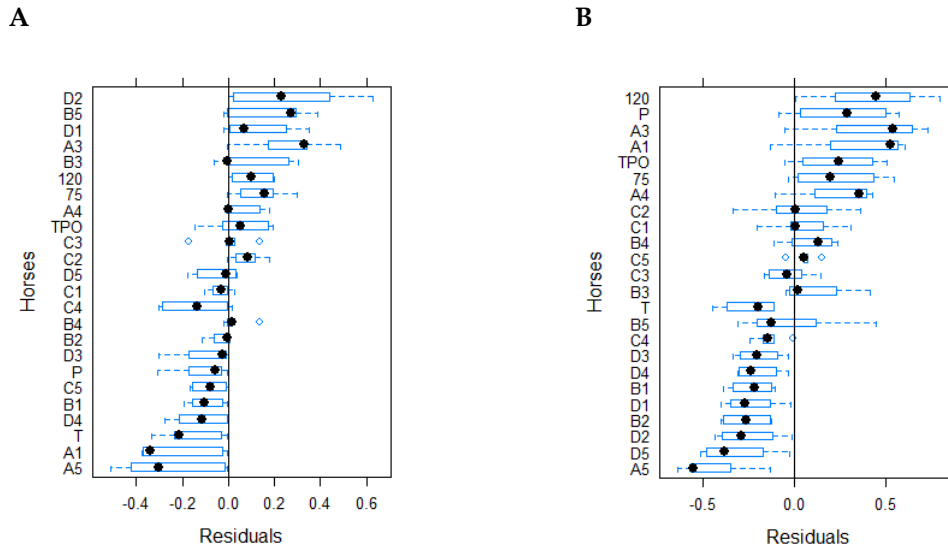 A
Horses
D2
B5
D1
A3
B3
120
75
A4
TPO
C3
C2
D5
C1
C4
B4
B2
D3
P
C5
B1
D4
T
A1
A5
-0.4 -0.2 0.0 0.2 0.4 0.6
Residuals
B
Horses
120
P
A3
A1
TPO
75
A4
C2
C1
B4
C5
C3
B3
T
B5
C4
D3
D4
B1
D1
B2
D2
D5
A5
-0.5 0.0 0.5
Residuals